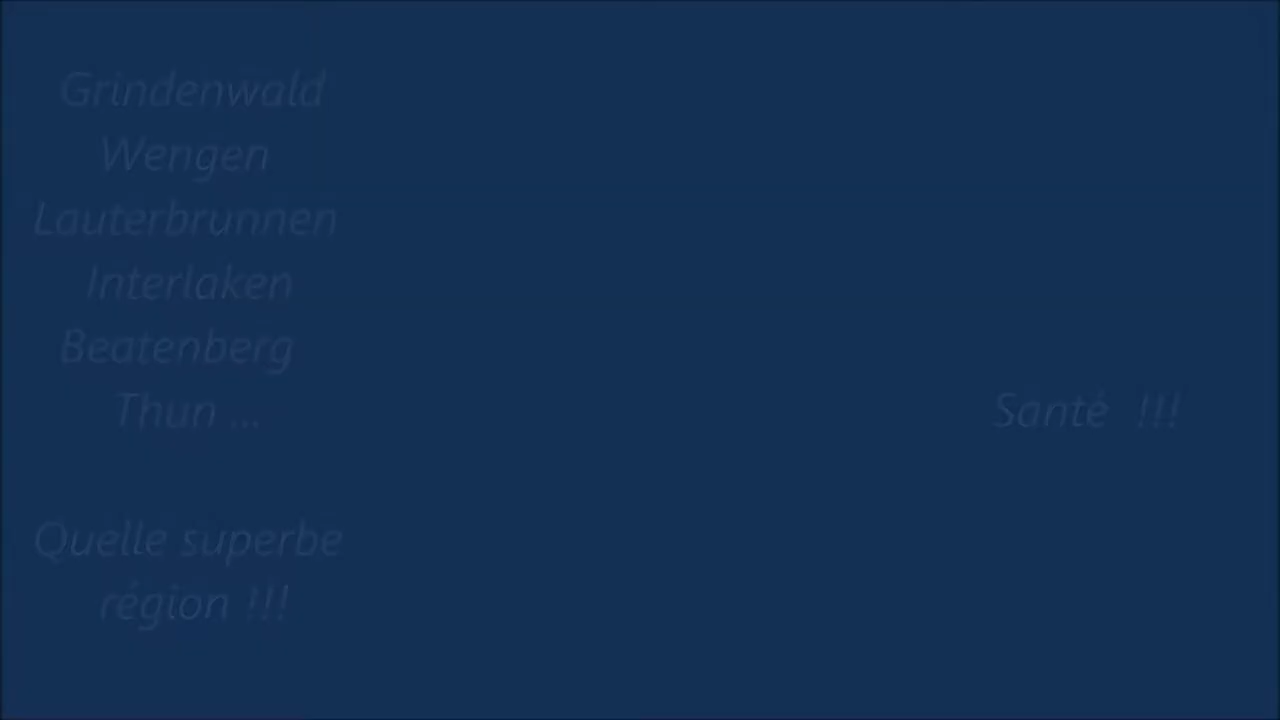 Grindenwald
Wengen
Lauterbrunnen
Interlaken
Beatenberg
Thun ...
Santé !!!
Quelle superbe
région !!!